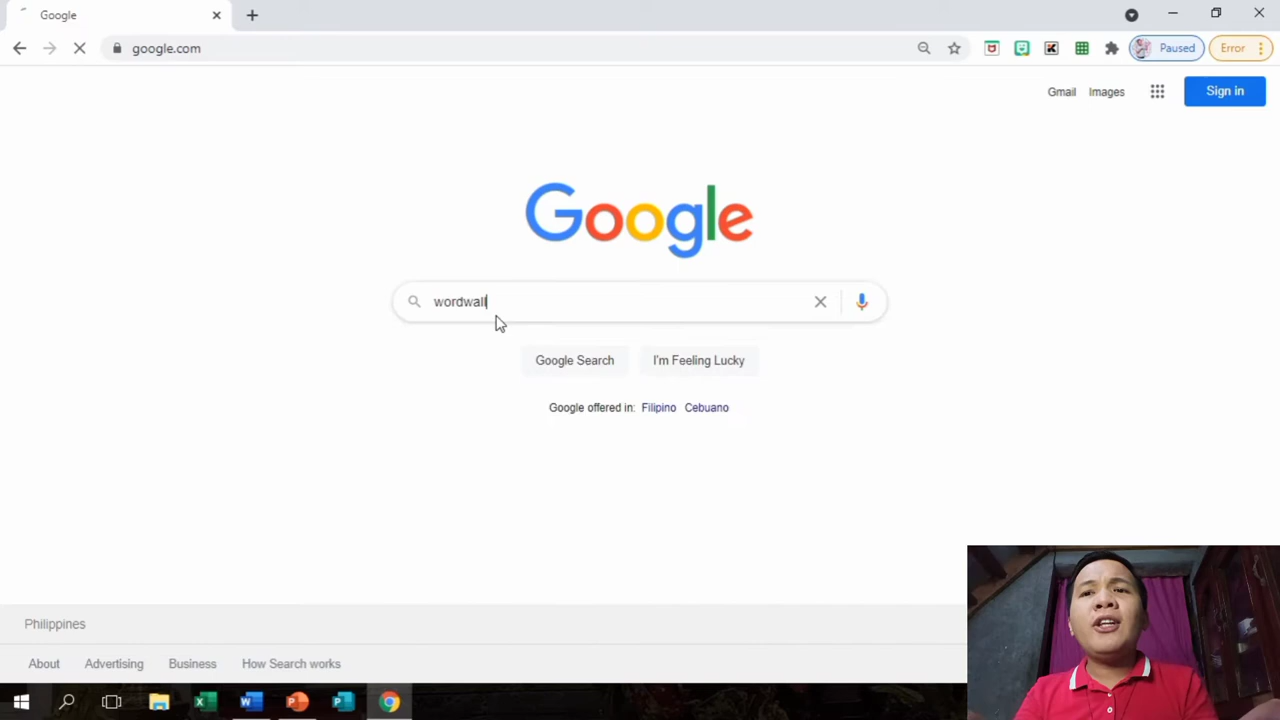 Google
google.com
Paused
Error
Gmail
Images
Sign in
Google
wordwall
Google Search
I'm Feeling Lucky
Google offered in: Filipino Cebuano
Philippines
About
Advertising
Business
How Search works